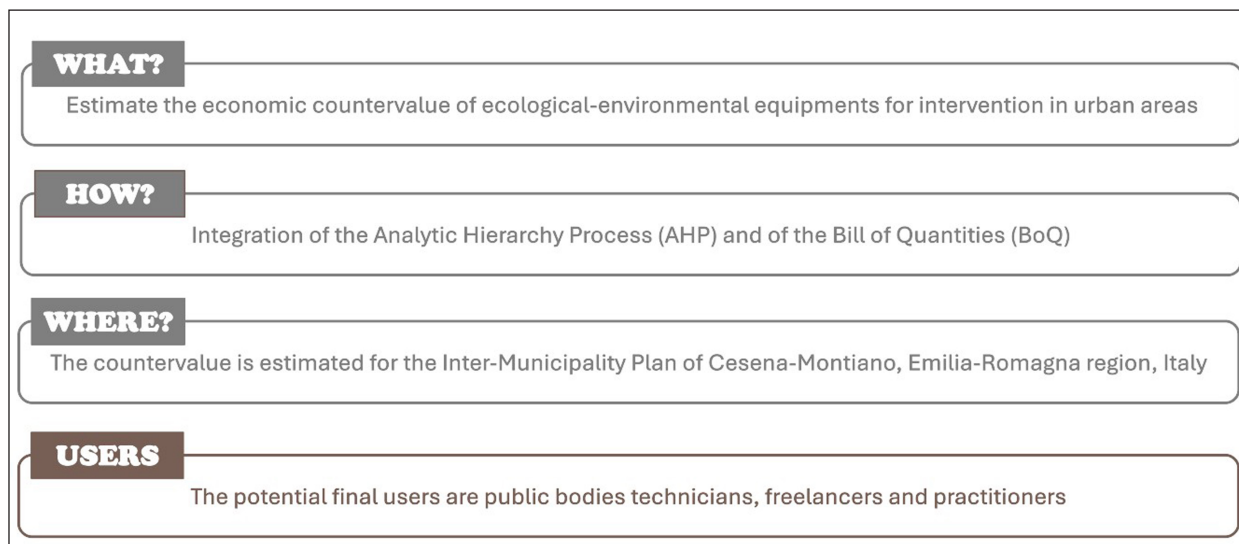 WHAT?
Estimate the economic countervalue of ecological-environmental equipments for intervention in urban areas
HOW?
Integration of the Analytic Hierarchy Process (AHP) and of the Bill of Quantities (BoQ)
WHERE?
The countervalue is estimated for the Inter-Municipality Plan of Cesena-Montiano, Emilia-Romagna region, Italy
USERS
The potential final users are public bodies technicians, freelancers and practitioners